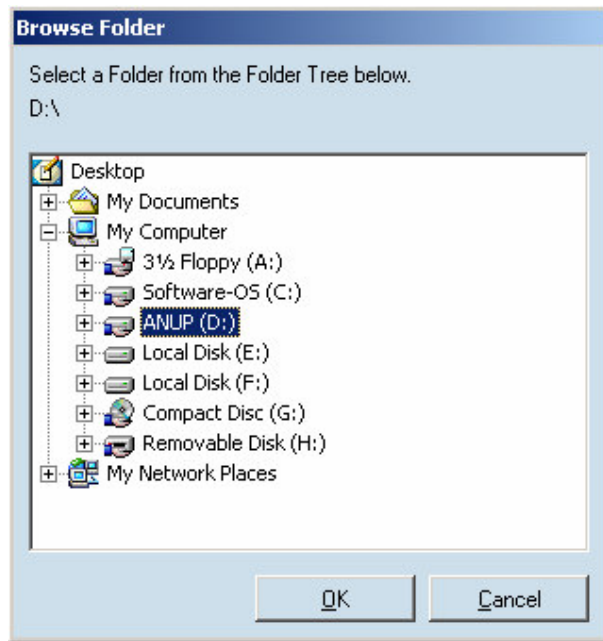 Browse Folder
Select a Folder from the Folder Tree below.
D:\
Desktop
My Documents
My Computer
3½ Floppy (A:)
Software-OS (C:)
ANUP (D:)
Local Disk (E:)
Local Disk (F:)
Compact Disc (G:)
Removable Disk (H:)
My Network Places
OK Cancel